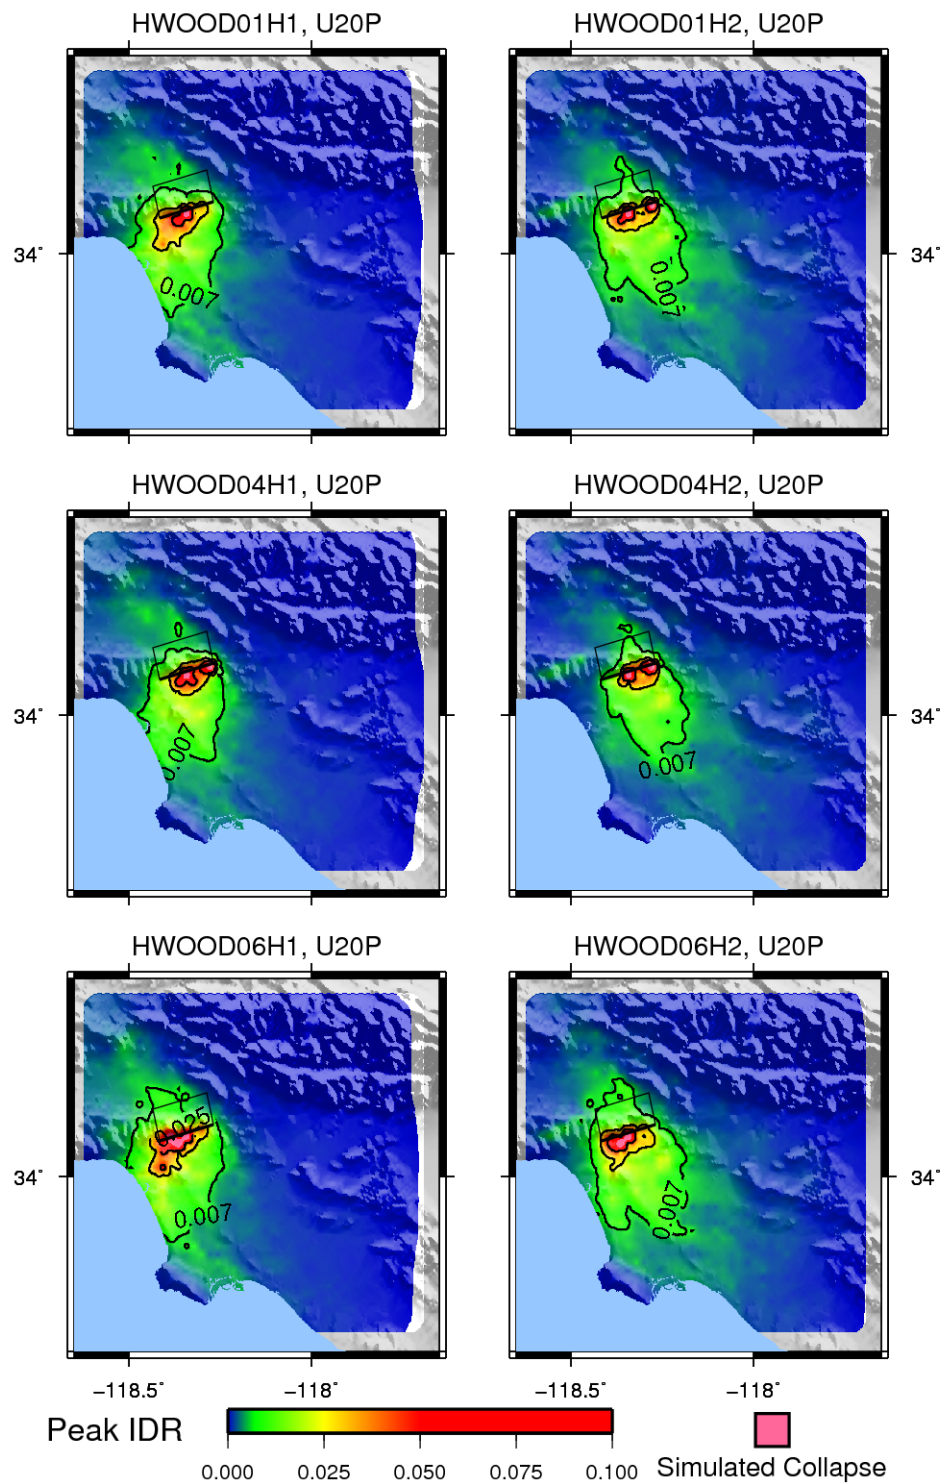 HWOOD01H1, U20P
HWOOD01H2, U20P
34°
0.007
0.007
34°
HWOOD04H1, U20P
HWOOD04H2, U20P
34°
0.007
0.007
34°
HWOOD06H1, U20P
HWOOD06H2, U20P
0.025
34°
0.007
0.007
34°
−118.5°
−118°
−118.5°
−118°
Peak IDR
0.000
0.025
0.050
0.075
0.100
Simulated Collapse